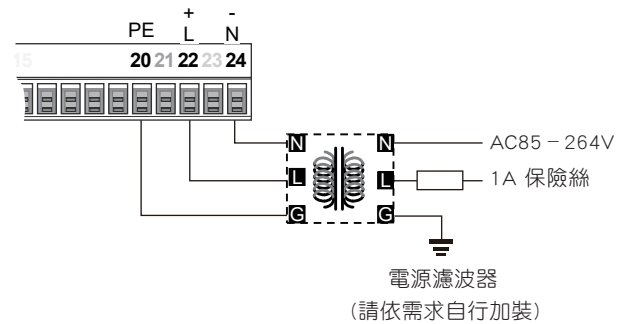 + -
PE L N
15 20 21 22 23 24
N N AC85 – 264V
L L 1A 保險絲
G G
電源濾波器
(請依需求自行加裝)